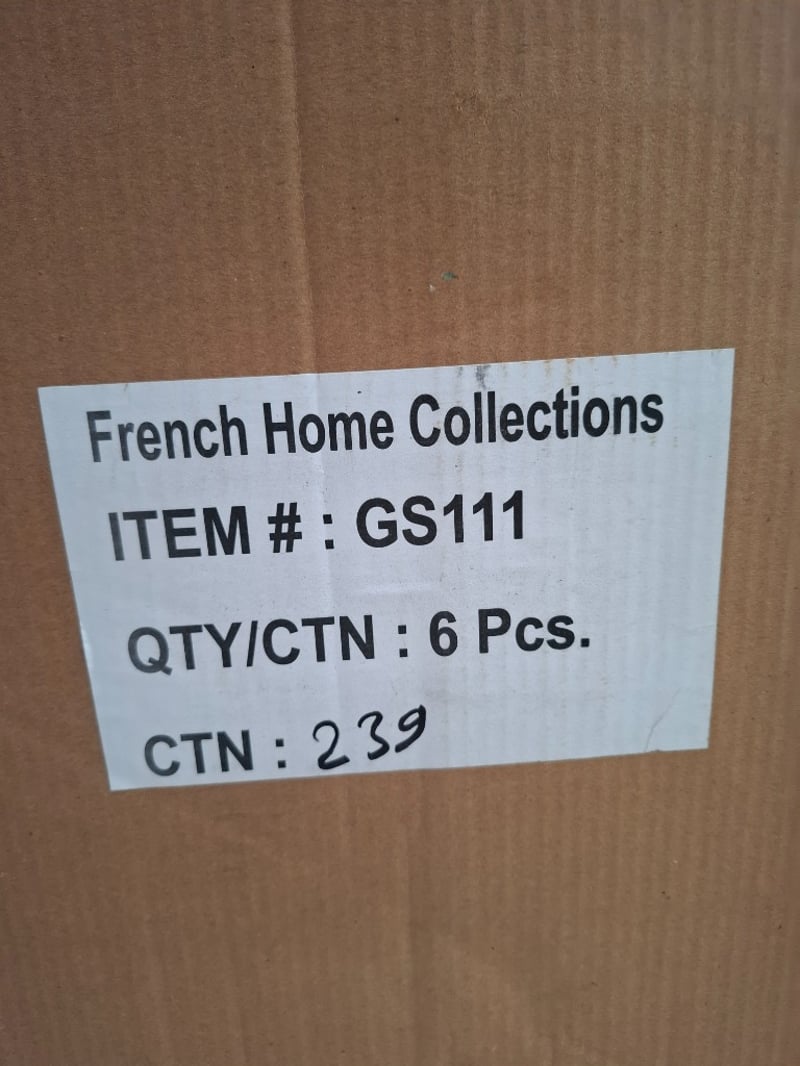 French Home Collections
ITEM # : GS111
QTY/CTN : 6 Pcs.
CTN : 239